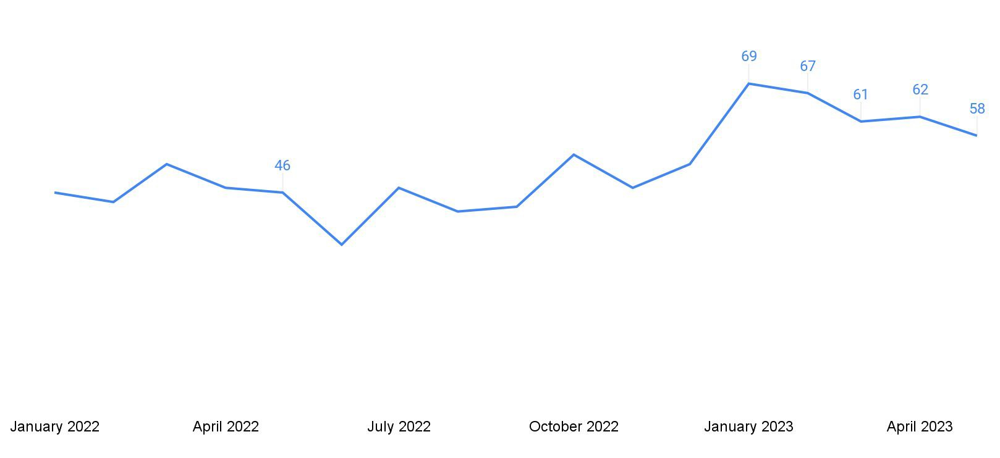 69
67
61
62
58
46
January 2022
April 2022
July 2022
October 2022
January 2023
April 2023